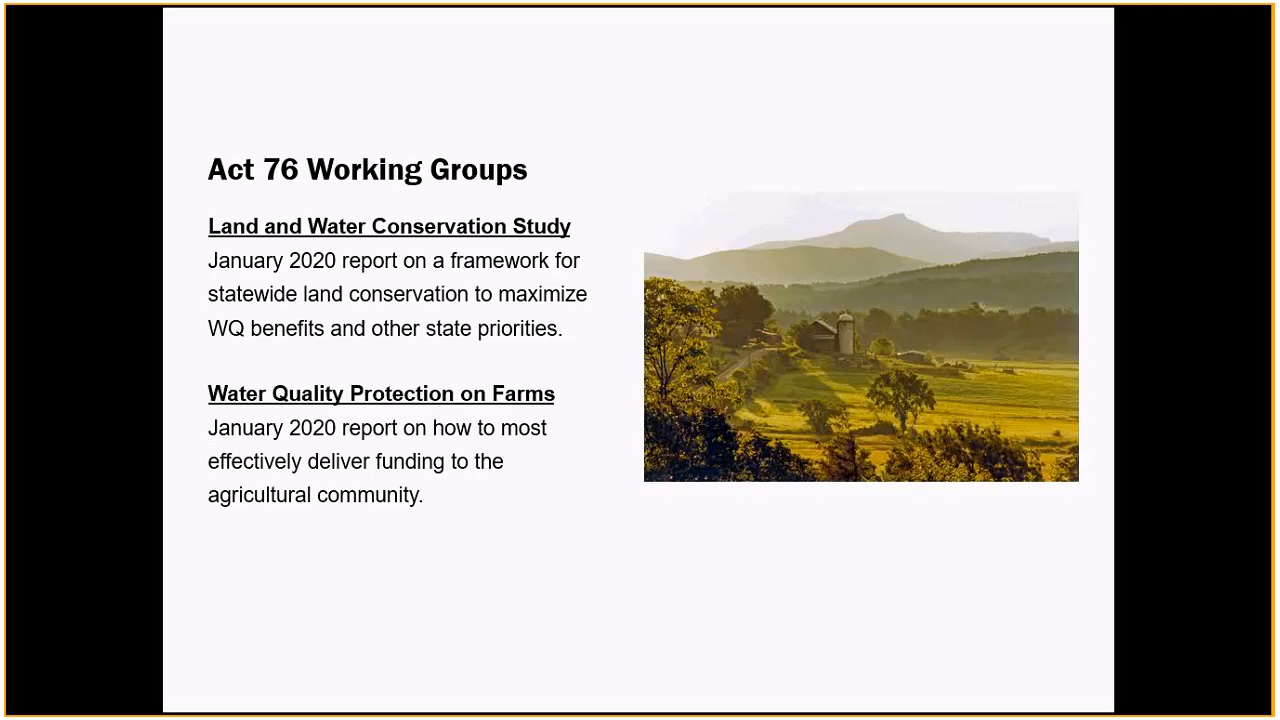 Act 76 Working Groups
Land and Water Conservation Study
January 2020 report on a framework for
statewide land conservation to maximize
WQ benefits and other state priorities.
Water Quality Protection on Farms
January 2020 report on how to most
effectively deliver funding to the
agricultural community.